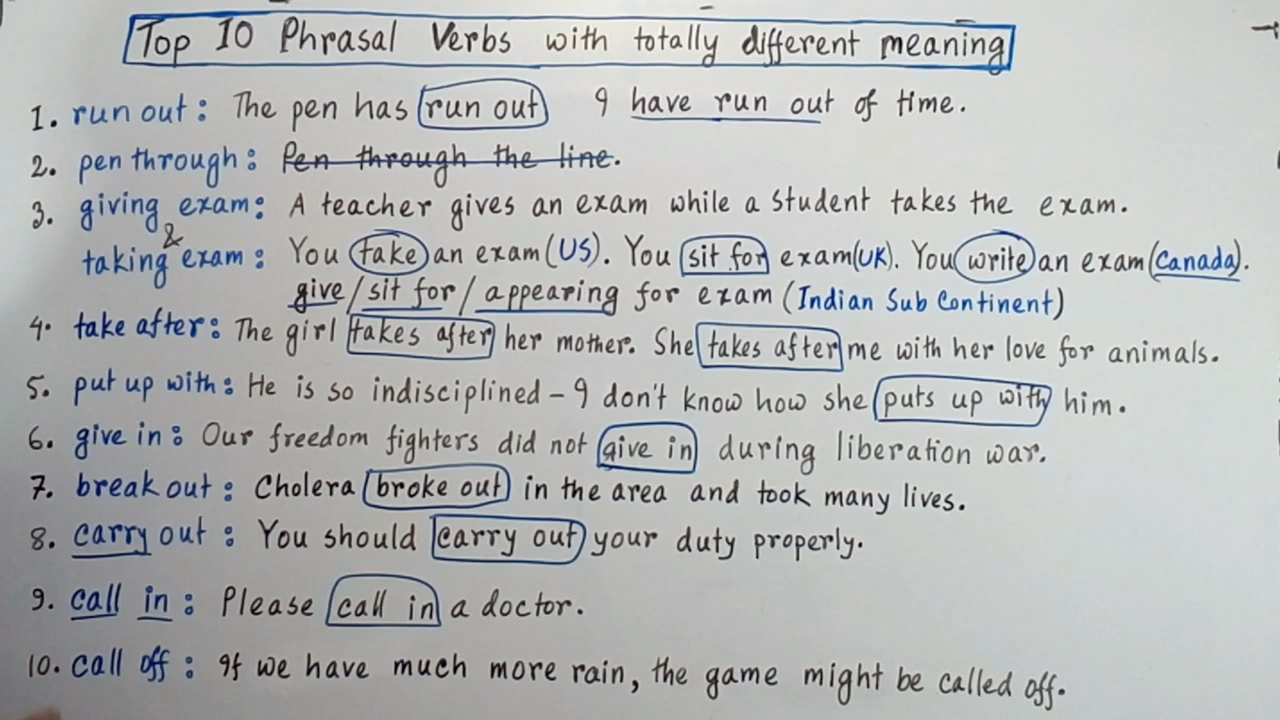 Top 10 Phrasal Verbs with totally different meaning
1. run out: The pen has run out I have run out of time.
2. pen through: Pen through the line.
3. giving exam: A teacher gives an exam while a student takes the exam.
&
taking exam: You take an exam (US). You sit for exam (UK). You write an exam (Canada).
give/sit for/appearing for exam (Indian Sub Continent)
4. take after: The girl takes after her mother. She takes after me with her love for animals.
5. put up with: He is so indisciplined - I don't know how she puts up with him.
6. give in: Our freedom fighters did not give in during liberation war.
7. break out: Cholera broke out in the area and took many lives.
8. carry out: You should carry out your duty properly.
9. call in: Please call in a doctor.
10. call off: If we have much more rain, the game might be called off.